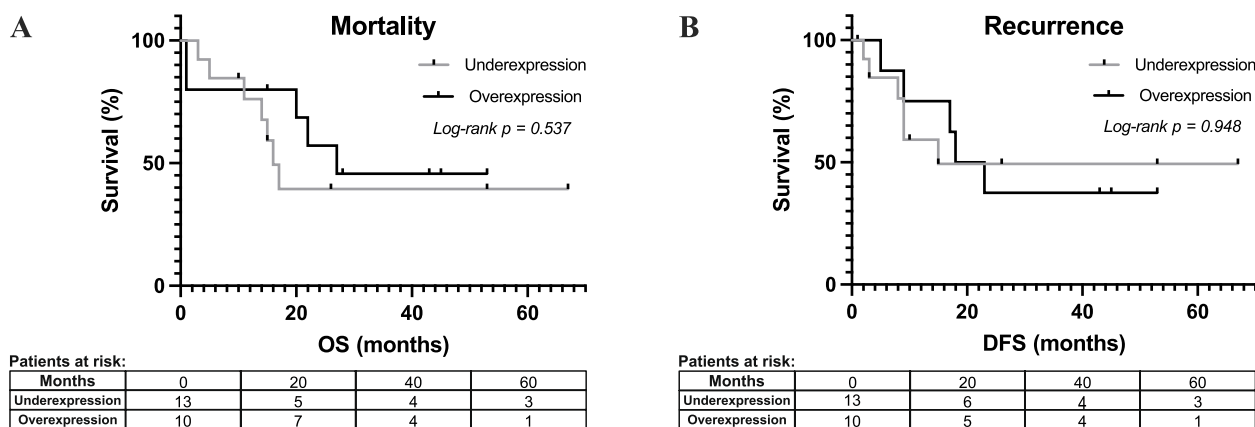 A
Mortality
100
50
0
Survival (%)
Underexpression
Overexpression
Log-rank p = 0.537
0 20 40 60
OS (months)
Patients at risk:
Months 0 20 40 60
Underexpression 13 5 4 3
Overexpression 10 7 4 1
B
Recurrence
100
50
0
Survival (%)
Underexpression
Overexpression
Log-rank p = 0.948
0 20 40 60
DFS (months)
Patients at risk:
Months 0 20 40 60
Underexpression 13 6 4 3
Overexpression 10 5 4 1